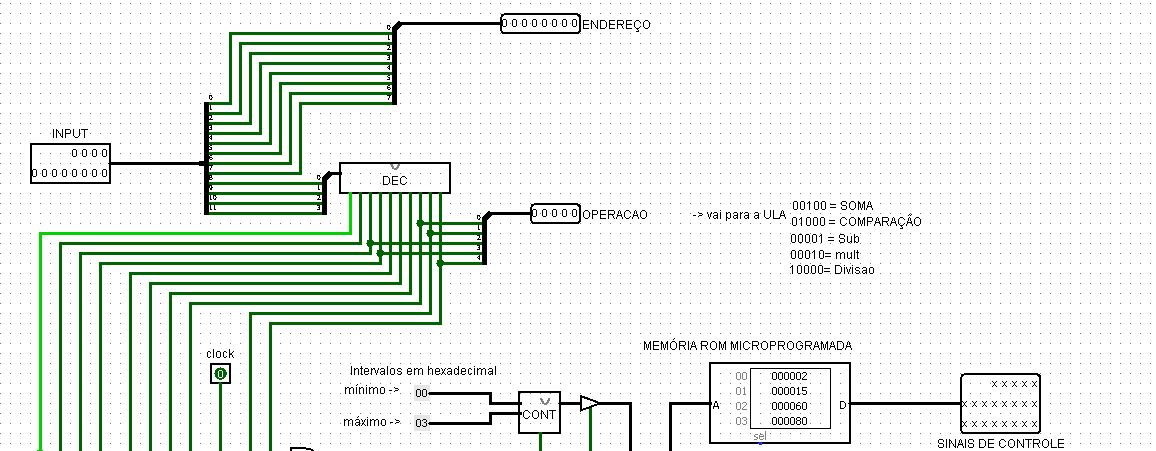 0 0 0 0 0 0 0 0 ENDEREÇO
0
1
2
3
4
5
6
7
INPUT
0 0 0 0
0 0 0 0 0 0 0 0
0
1
2
3
4
5
6
7
8
9
10
11
0
1
2
3
DEC
0 0 0 0 0 OPERACAO
0
1
2
3
4
-> vai para a ULA
00100 = SOMA
01000 = COMPARAÇÃO
00001 = Sub
00010= mult
10000= Divisao
clock
0
Intervalos em hexadecimal
mínimo -> 00
máximo -> 03
CONT
MEMÓRIA ROM MICROPROGRAMADA
A
00 000002
01 000015
02 000060
03 000080
D
sel
x x x x x
x x x x x x x x
x x x x x x x x
SINAIS DE CONTROLE